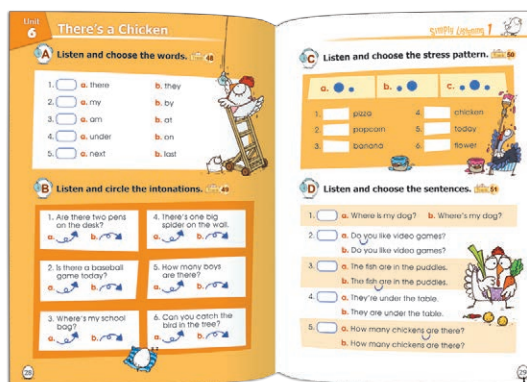 Unit
6
There's a Chicken
A Listen and choose the words. 48
1. a. there b. they
2. a. my b. by
3. a. am b. at
4. a. under b. on
5. a. next b. last
B Listen and circle the intonations. 49
1. Are there two pens
on the desk?
a. b.
2. Is there a baseball
game today?
a. b.
3. Where's my school
bag?
a. b.
4. There's one big
spider on the wall.
a. b.
5. How many boys
are there?
a. b.
6. Can you catch the
bird in the tree?
a. b.
28
1
C Listen and choose the stress pattern. 50
a. b. c.
1. pizza
2. popcorn
3. banana
4. chicken
5. today
6. flower
D Listen and choose the sentences. 51
1. a. Where is my dog? b. Where's my dog?
2. a. Do you like video games?
b. Do you like video games?
3. a. The fish are in the puddles.
b. The fish are in the puddles.
4. a. They're under the table.
b. They are under the table.
5. a. How many chickens are there?
b. How many chickens are there?
29